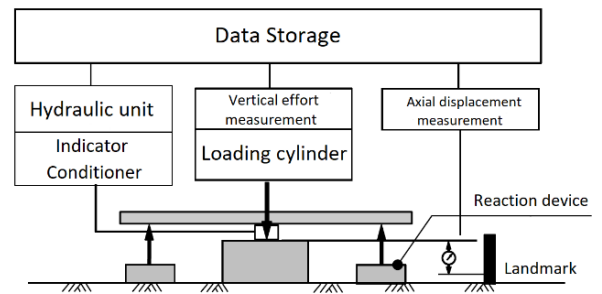 Data Storage
Hydraulic unit
Indicator
Conditioner
Vertical effort
measurement
Loading cylinder
Axial displacement
measurement
Reaction device
Landmark